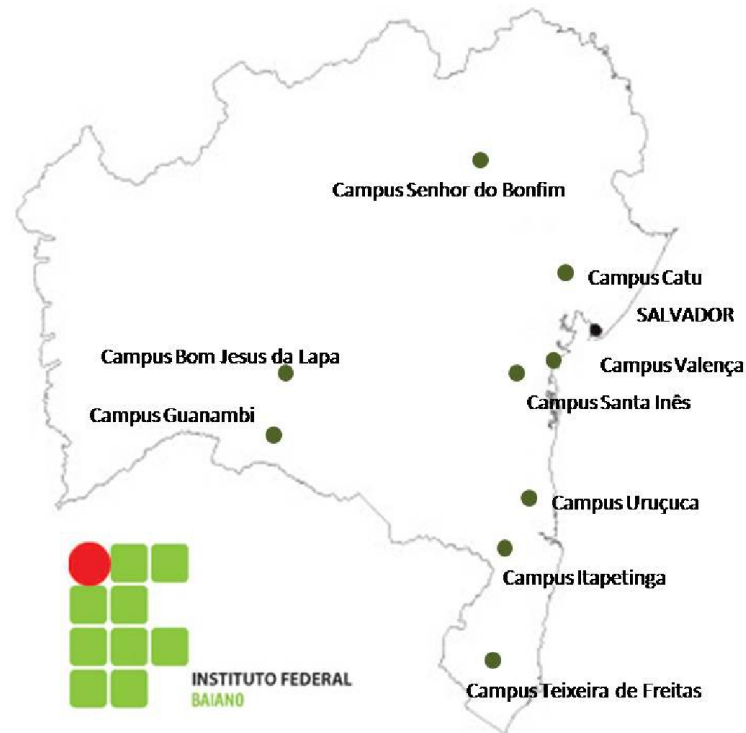 Campus Senhor do Bonfim
Campus Catu
SALVADOR
Campus Bom Jesus da Lapa
Campus Valença
Campus Santa Inês
Campus Guanambi
Campus Uruçuca
Campus Itapetinga
INSTITUTO FEDERAL
BAIANO
Campus Teixeira de Freitas